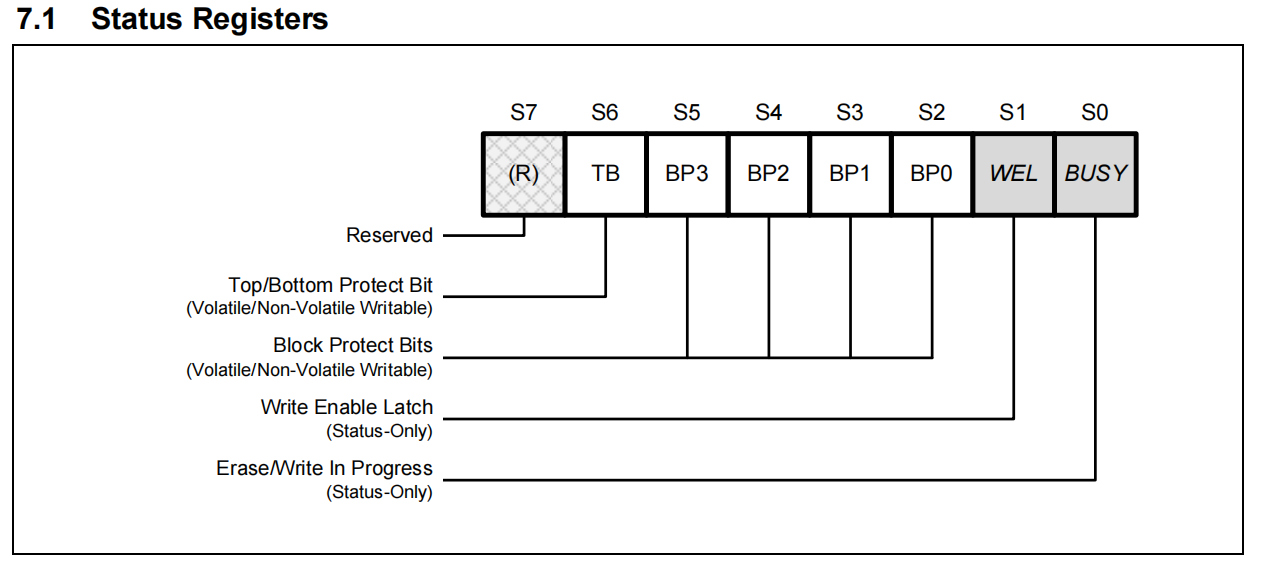 7.1 Status Registers
S7 S6 S5 S4 S3 S2 S1 S0
(R) TB BP3 BP2 BP1 BP0 WEL BUSY
Reserved
Top/Bottom Protect Bit
(Volatile/Non-Volatile Writable)
Block Protect Bits
(Volatile/Non-Volatile Writable)
Write Enable Latch
(Status-Only)
Erase/Write In Progress
(Status-Only)